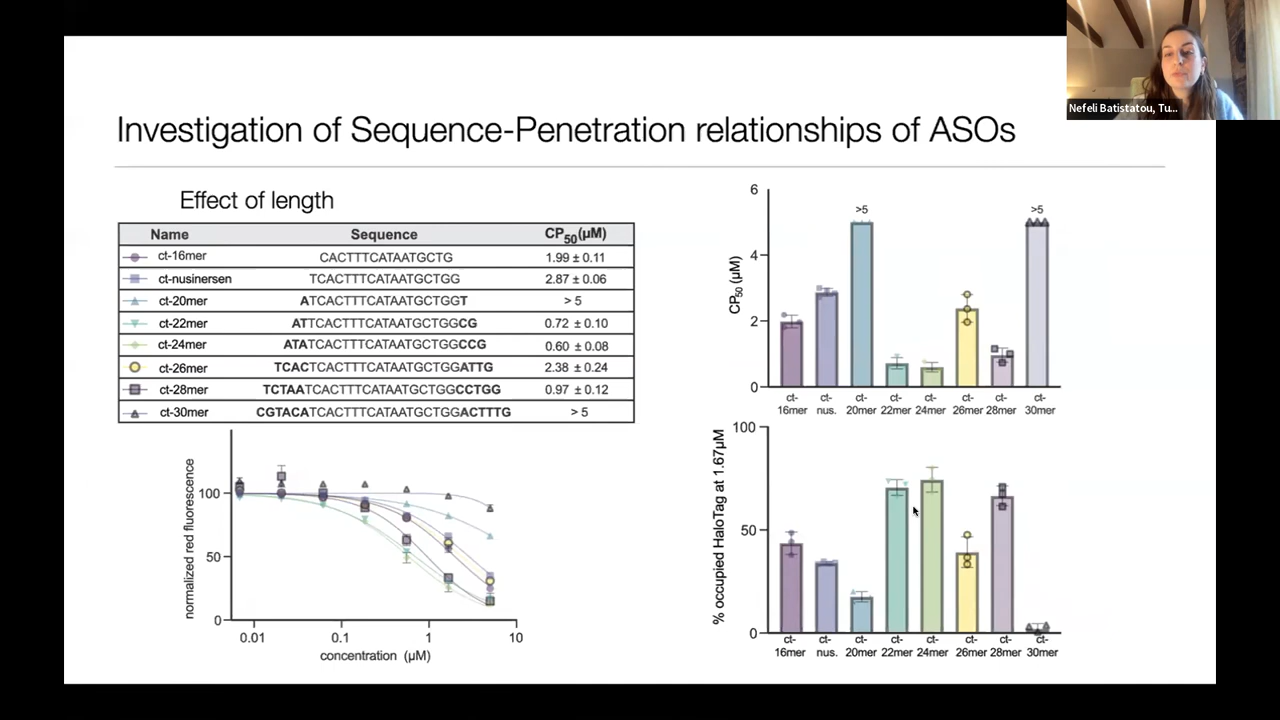 Nefeli Batistatou, Tu...
Investigation of Sequence-Penetration relationships of ASOs
Effect of length
Name Sequence CP50 (μM)
ct-16mer CACTTTCATAATGCTG 1.99 ± 0.11
ct-nusinersen TCACTTTCATAATGCTGG 2.87 ± 0.06
ct-20mer ATCACTTTCATAATGCTGGT > 5
ct-22mer ATTCACTTTCATAATGCTGGCG 0.72 ± 0.10
ct-24mer ATATCACTTTCATAATGCTGGCCG 0.60 ± 0.08
ct-26mer TCACTCACTTTCATAATGCTGGATTG 2.38 ± 0.24
ct-28mer TCTAATCACTTTCATAATGCTGGCCTGG 0.97 ± 0.12
ct-30mer CGTACATCACTTTCATAATGCTGGACTTTG > 5
normalized red fluorescence
100
50
0
0.01 0.1 1 10
concentration (μM)
CP50 (μM)
6
4
2
0
>5 >5
ct- ct- ct- ct- ct- ct- ct- ct-
16mer nus. 20mer 22mer 24mer 26mer 28mer 30mer
% occupied HaloTag at 1.67μM
100
50
0
ct- ct- ct- ct- ct- ct- ct- ct-
16mer nus. 20mer 22mer 24mer 26mer 28mer 30mer